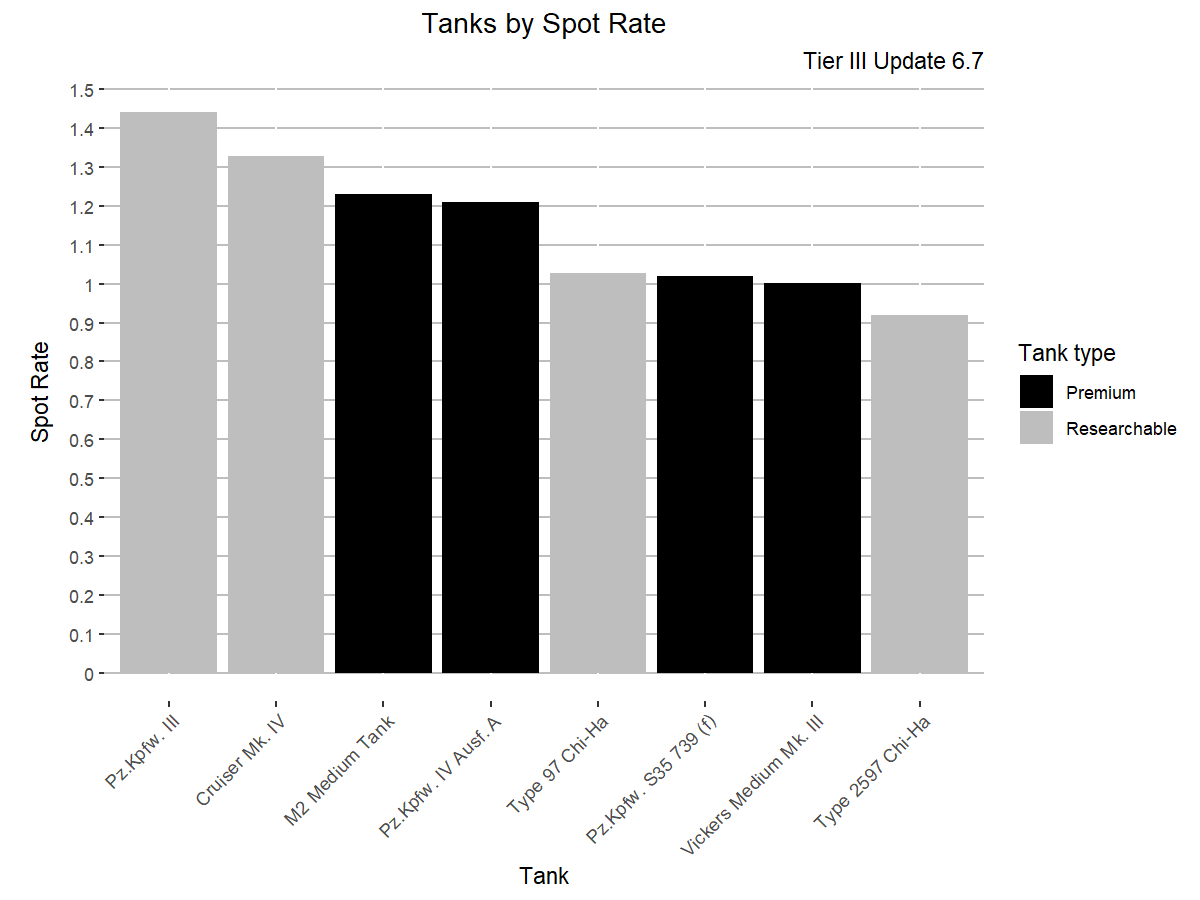 Tanks by Spot Rate
Tier III Update 6.7
1.5
1.4
1.3
1.2
1.1
1
0.9
0.8
0.7
0.6
0.5
0.4
0.3
0.2
0.1
0
Spot Rate
Pz.Kpfw. III
Cruiser Mk. IV
M2 Medium Tank
Pz.Kpfw. IV Ausf. A
Type 97 Chi-Ha
Pz.Kpfw. S35 739 (f)
Vickers Medium Mk. III
Type 2597 Chi-Ha
Tank
Tank type
Premium
Researchable